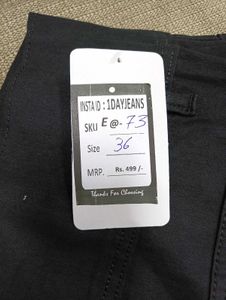 INSTA ID : 1DAYJEANS
SKU E @- 73
Size 36
MRP. Rs. 499 /-
Thanks For Choosing